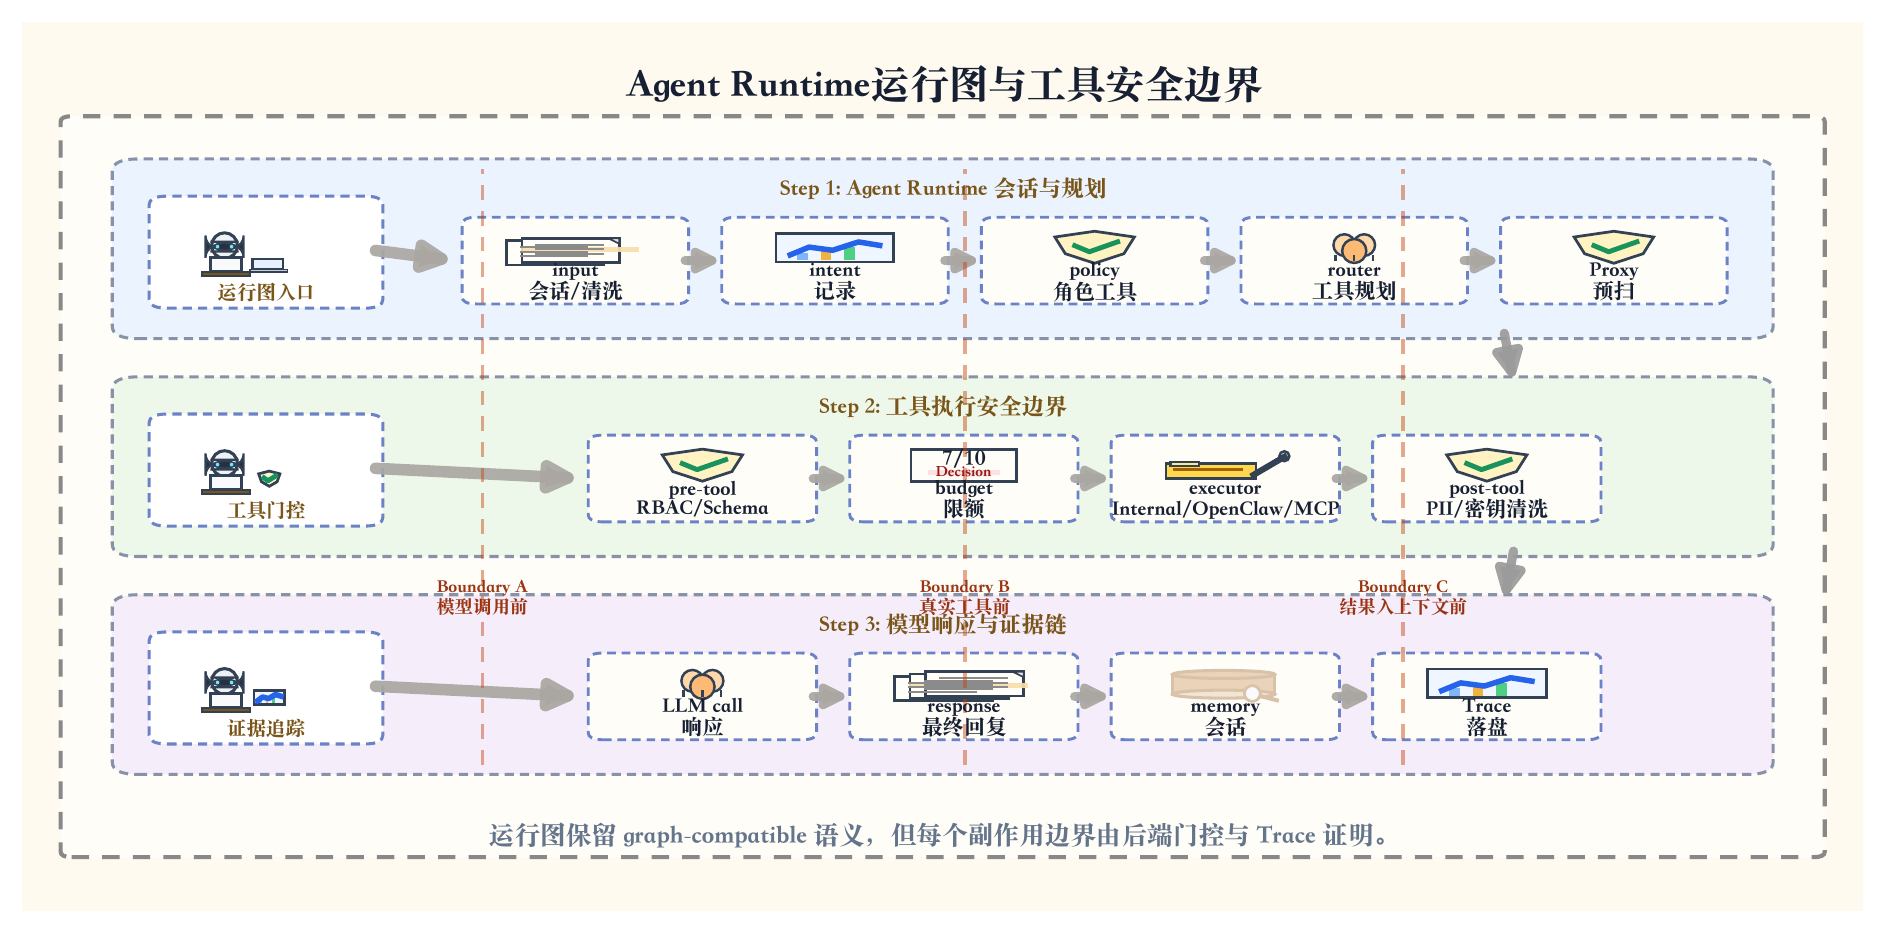 Agent Runtime运行图与工具安全边界
Step 1: Agent Runtime 会话与规划
运行图入口
input
会话/清洗
intent
记录
policy
角色工具
router
工具规划
Proxy
预扫
Step 2: 工具执行安全边界
工具门控
pre-tool
RBAC/Schema
7/10
Decision
budget
限额
executor
Internal/OpenClaw/MCP
post-tool
PII/密钥清洗
Boundary A
模型调用前
Boundary B
真实工具前
Boundary C
结果入上下文前
Step 3: 模型响应与证据链
证据追踪
LLM call
响应
response
最终回复
memory
会话
Trace
落盘
运行图保留 graph-compatible 语义，但每个副作用边界由后端门控与 Trace 证明。